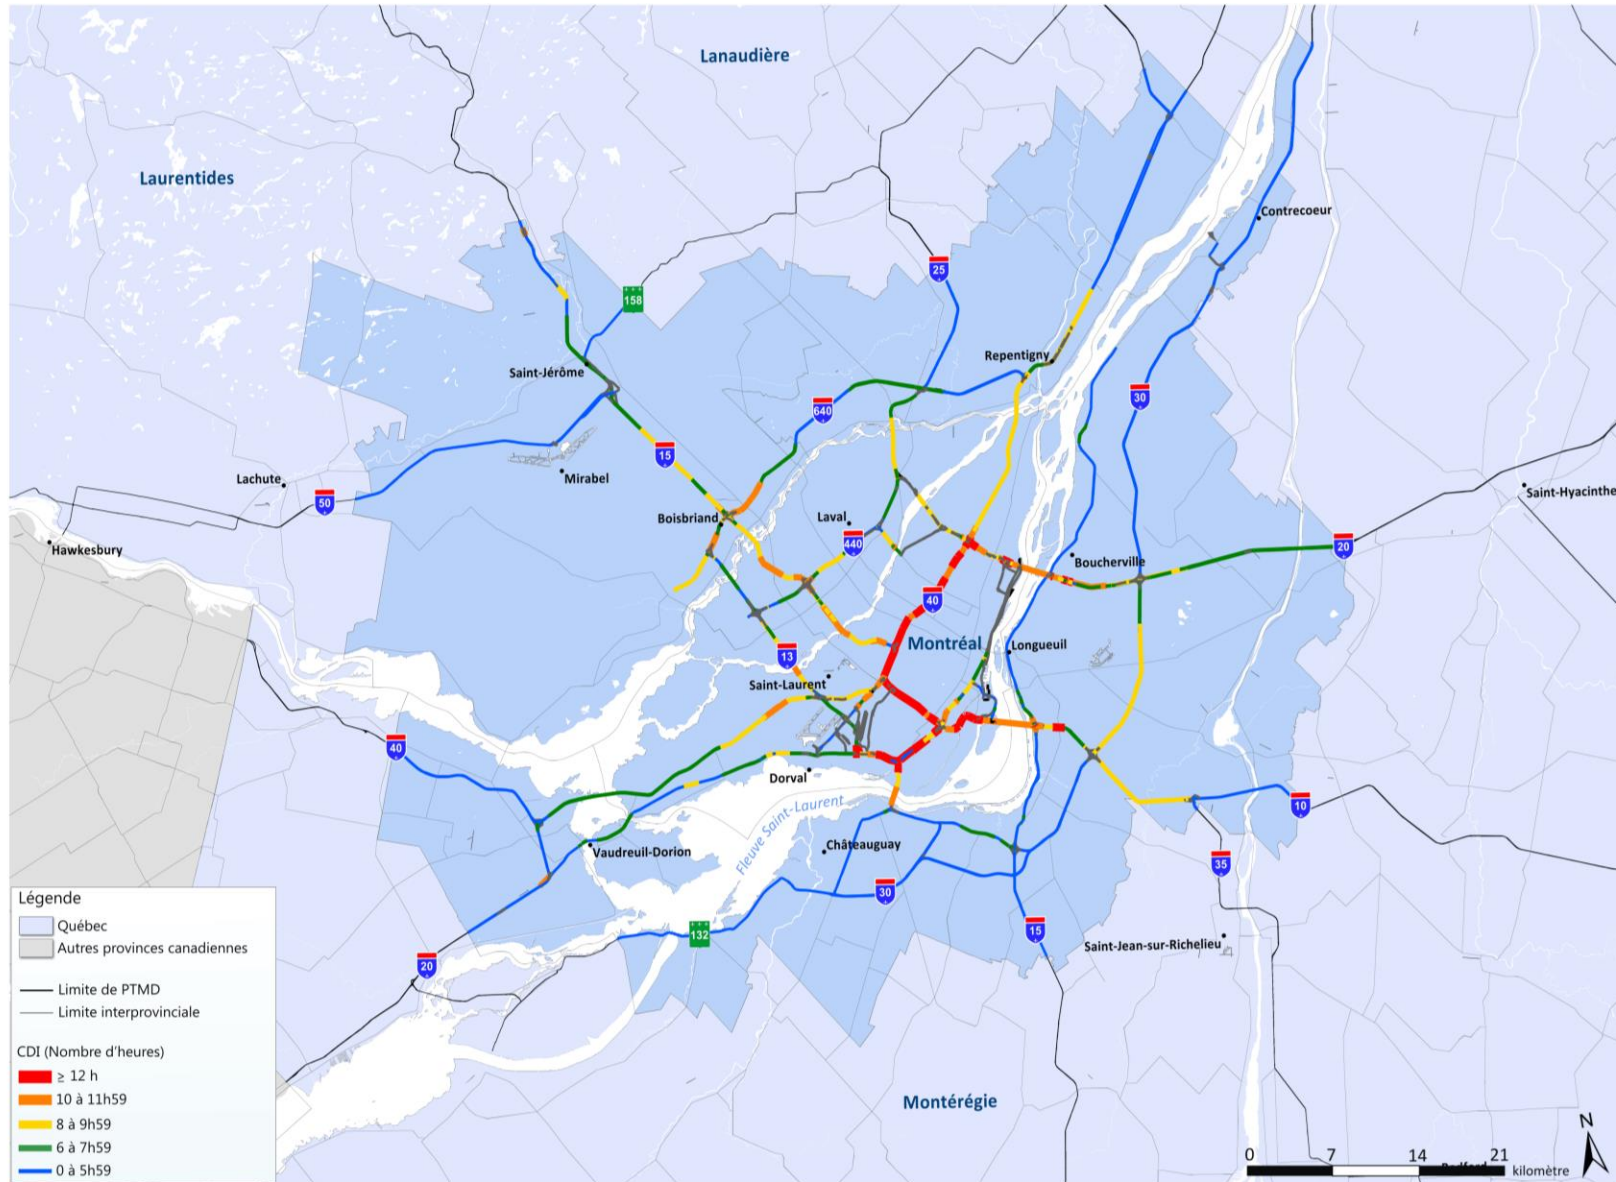 Lanaudière
Laurentides
Contrecoeur
25
158
Repentigny
Saint-Jérôme
30
640
15
Lachute
Mirabel
50
Saint-Hyacinthe
Boisbriand
Laval
440
20
Hawkesbury
Boucherville
40
Montréal
Longueuil
13
Saint-Laurent
40
Dorval
Fleuve Saint-Laurent
10
Vaudreuil-Dorion
Châteauguay
35
30
132
15
Saint-Jean-sur-Richelieu
20
Montérégie
Légende
Québec
Autres provinces canadiennes
Limite de PTMD
Limite interprovinciale
CDI (Nombre d'heures)
≥ 12 h
10 à 11h59
8 à 9h59
6 à 7h59
0 à 5h59
N
0 7 14 21
kilomètre